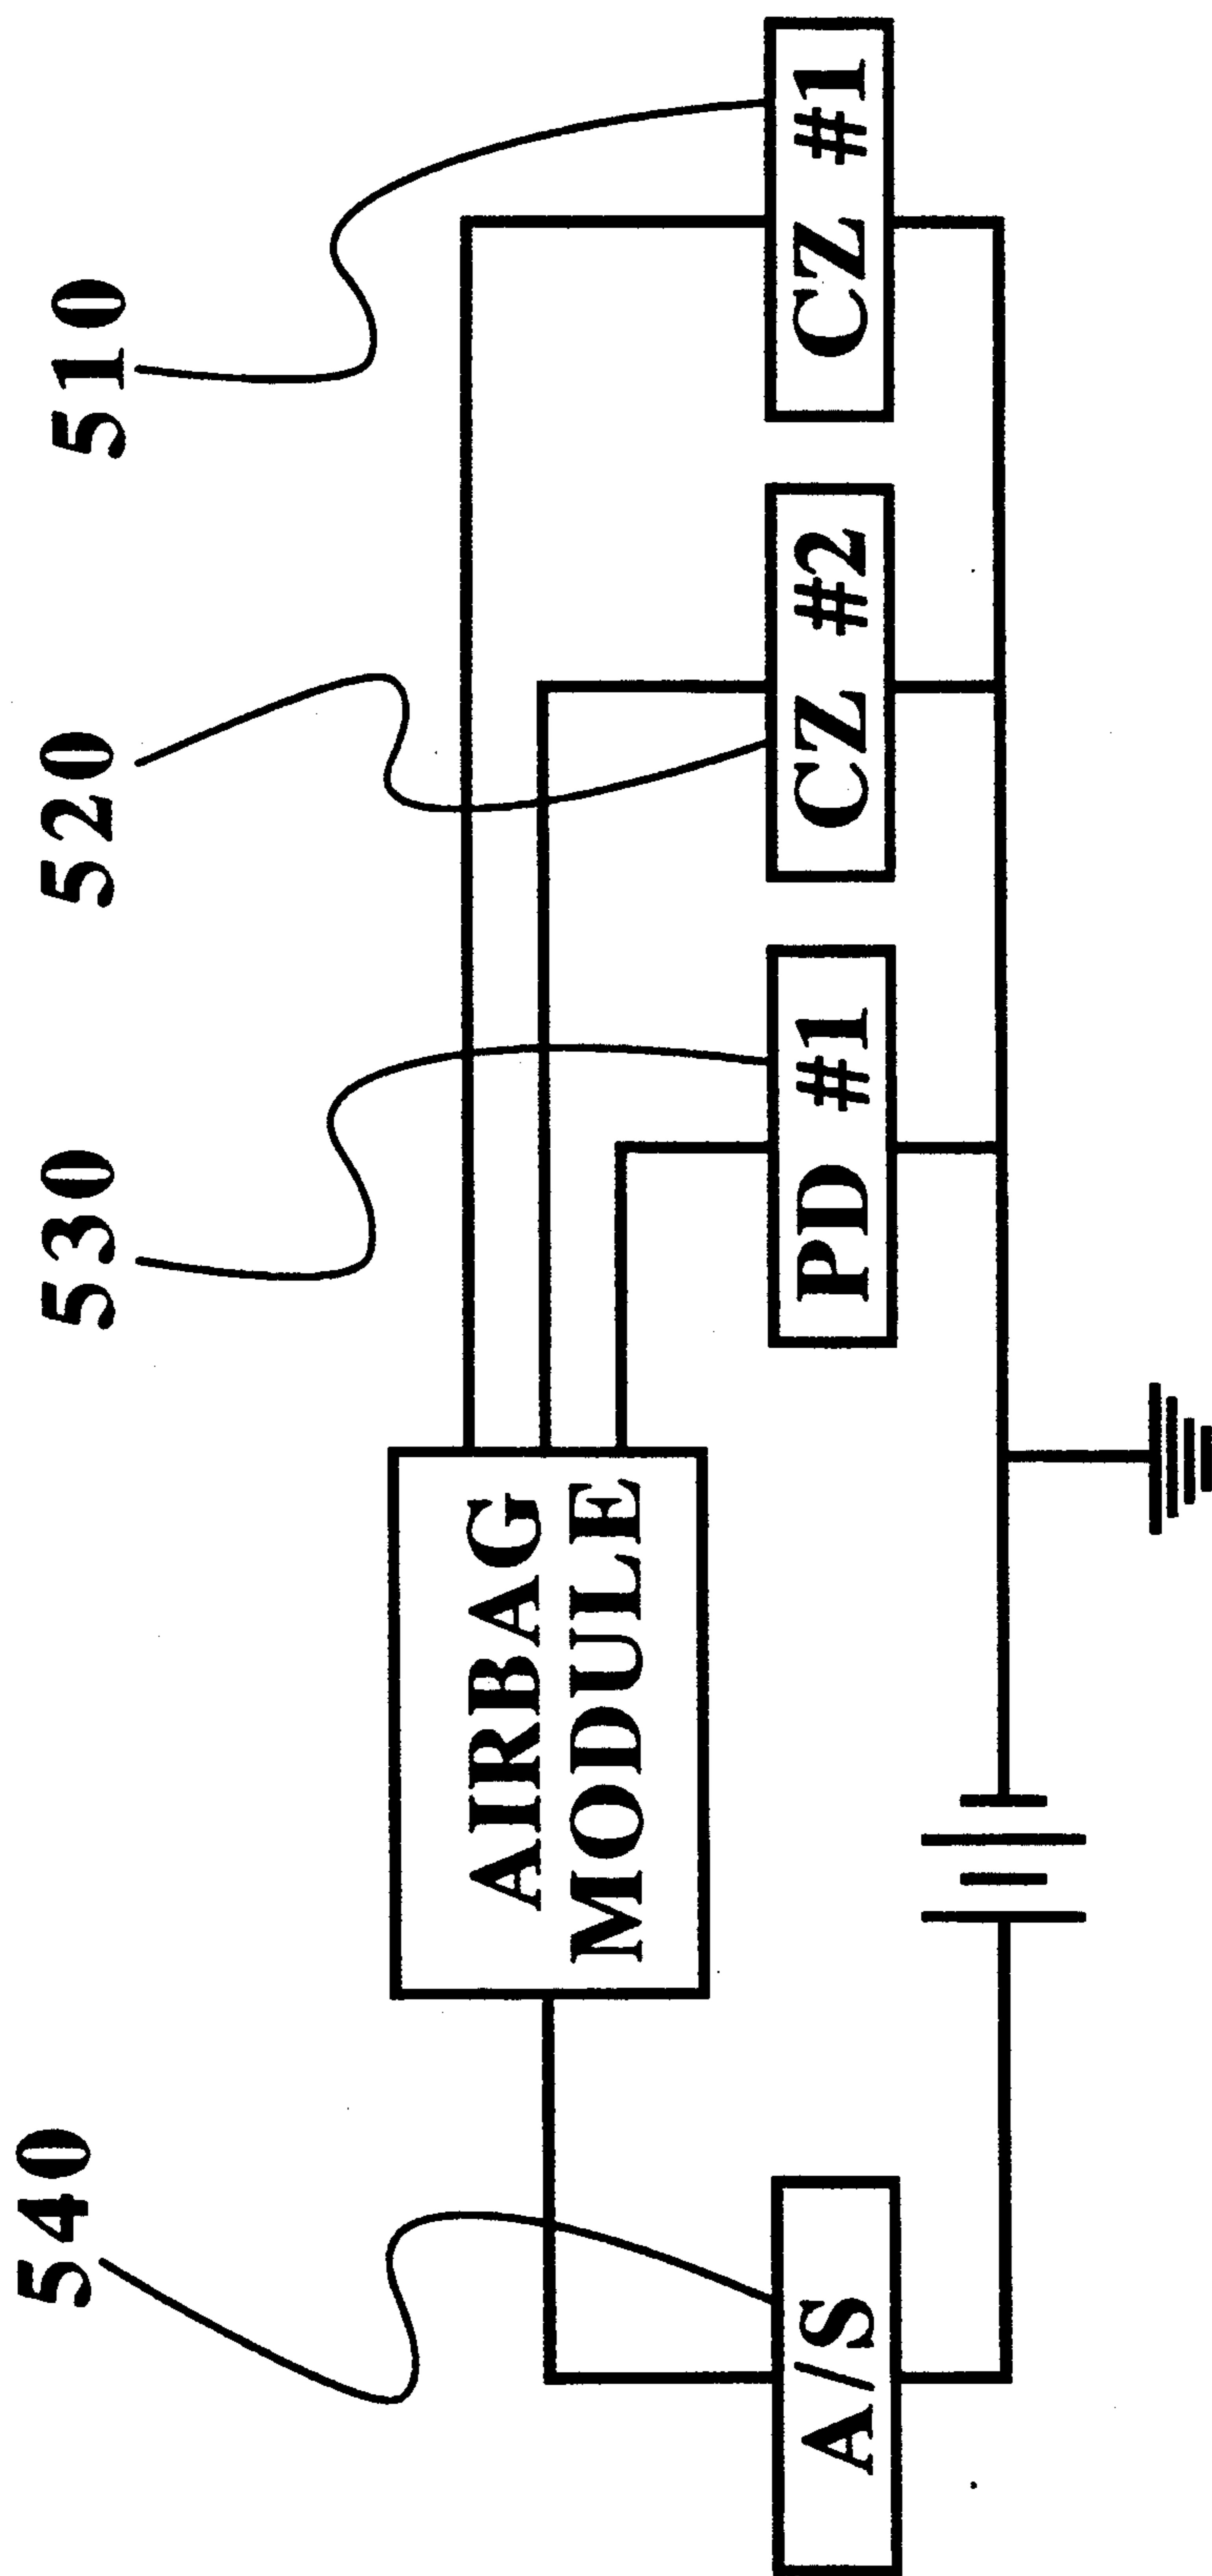 540
530
520
510
AIRBAG
MODULE
A/S
PD #1
CZ #2
CZ #1